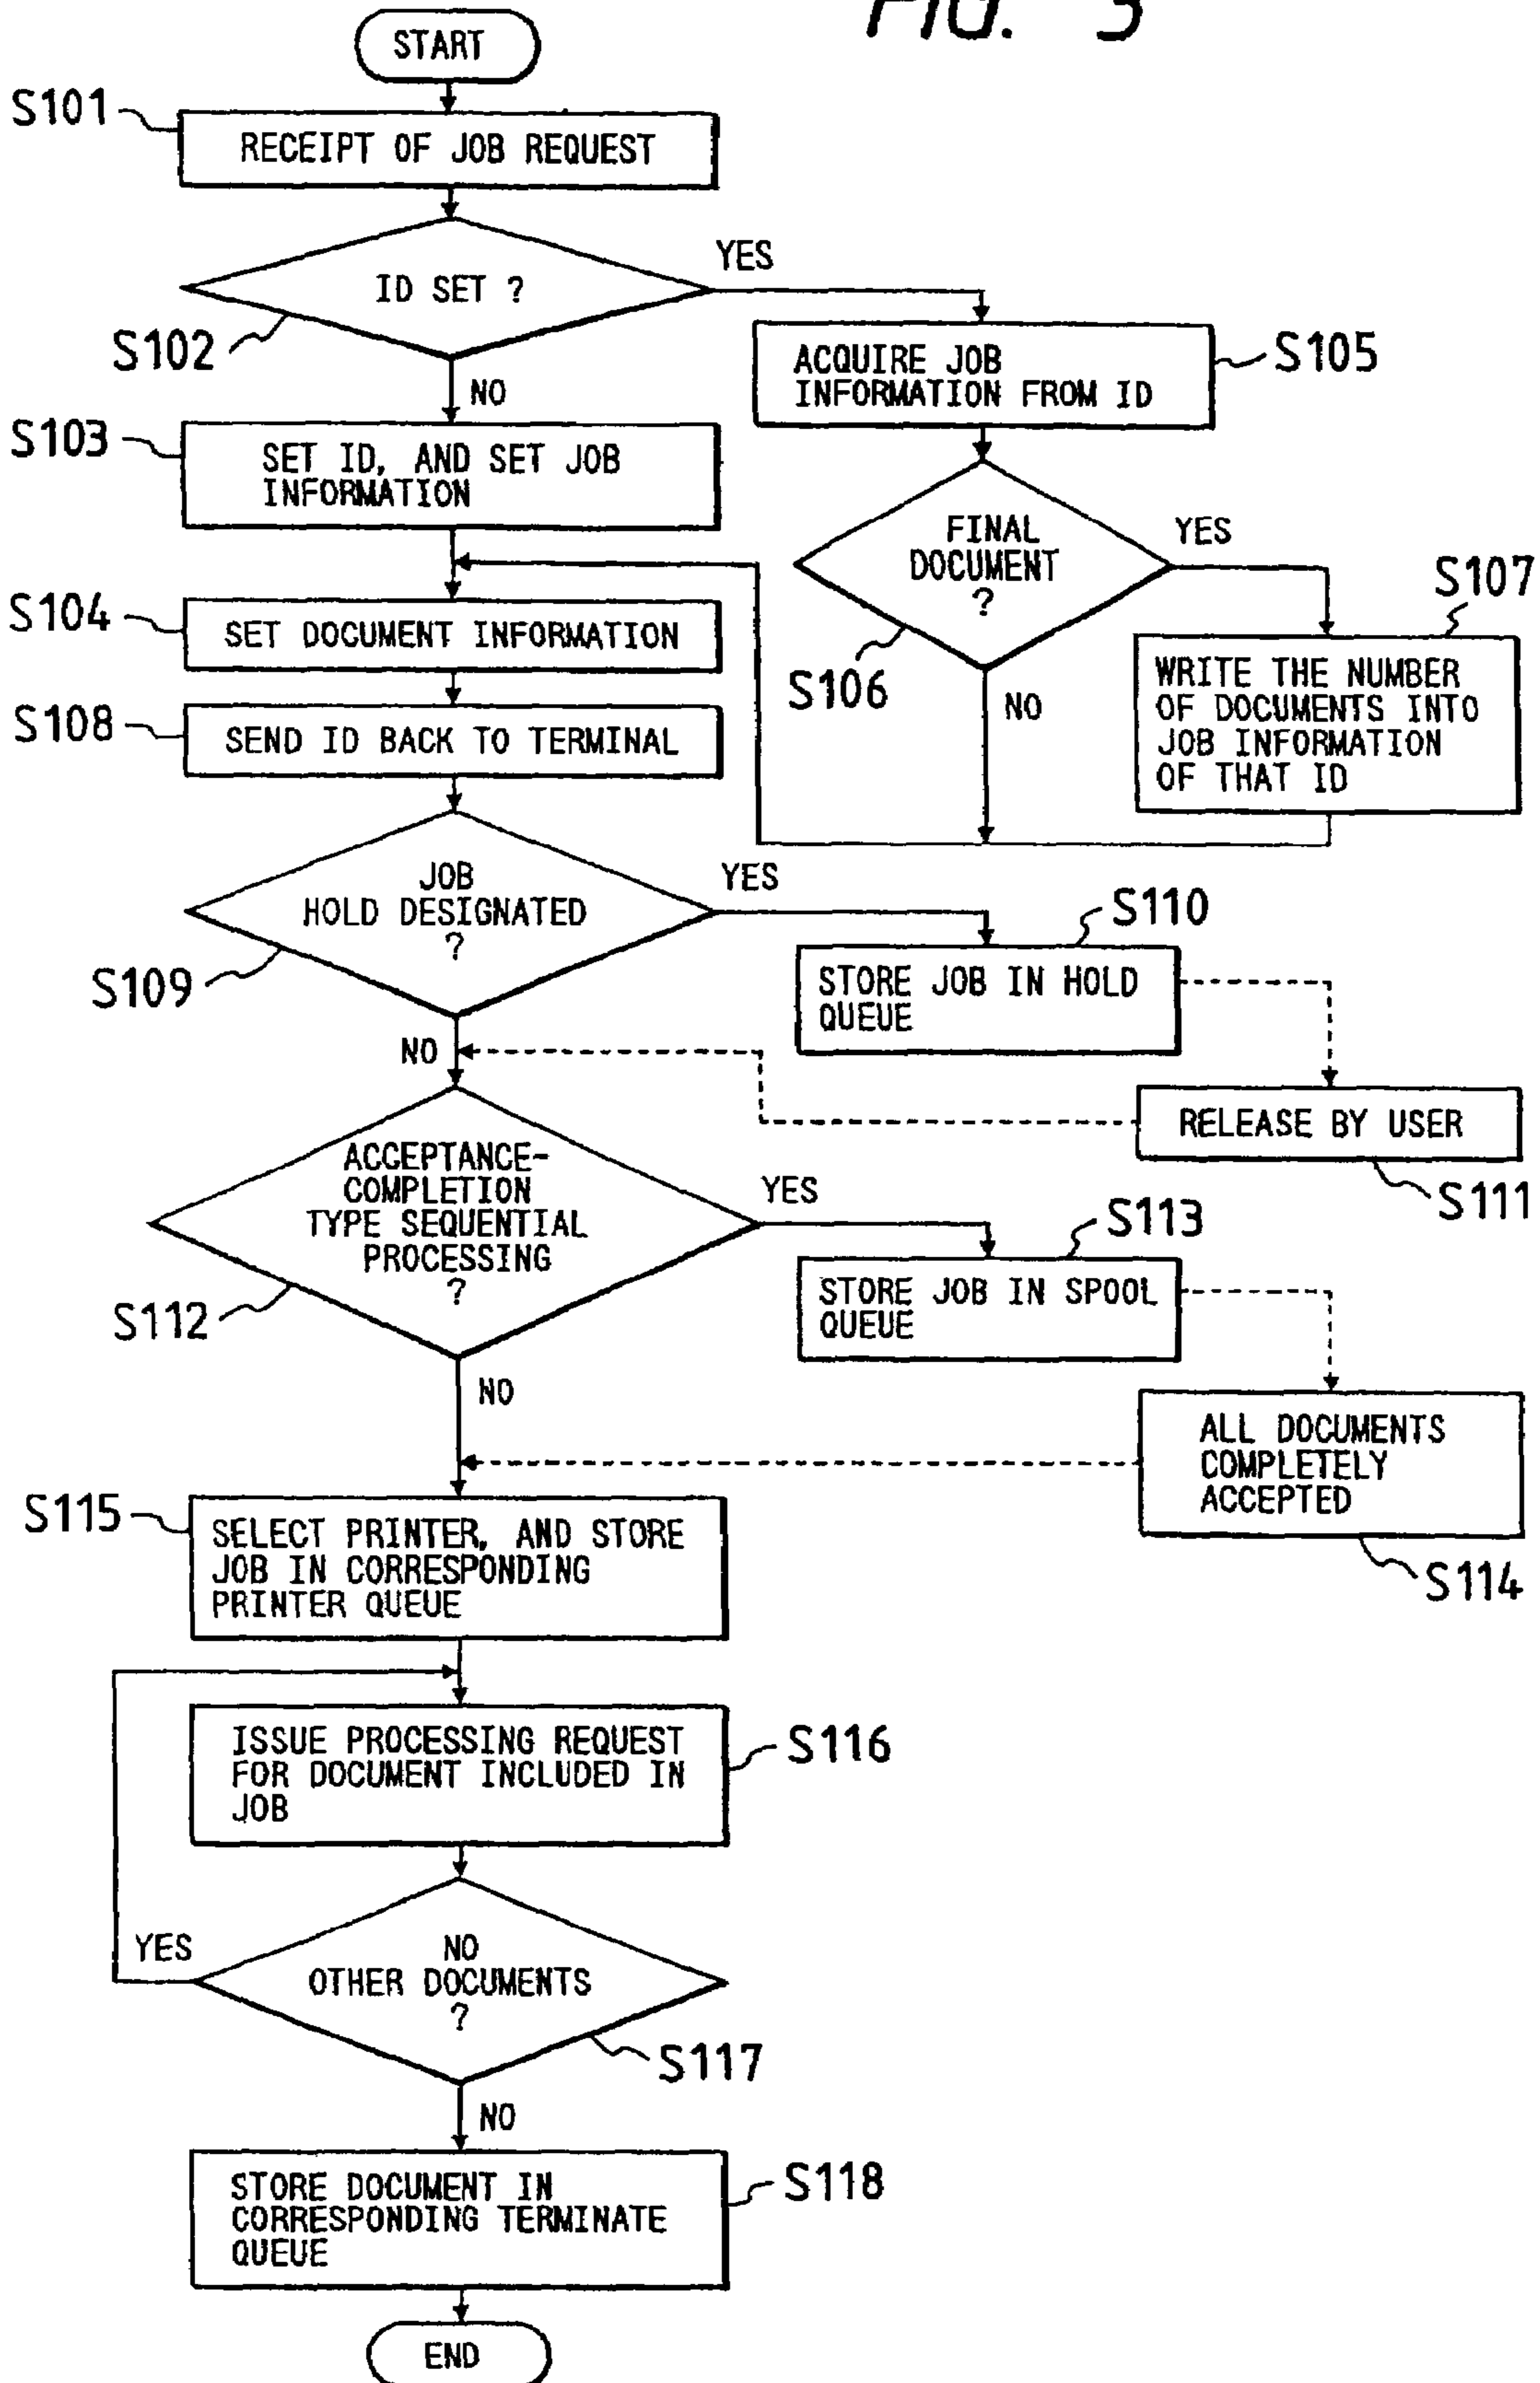 FIG. 3
START
S101
RECEIPT OF JOB REQUEST
ID SET ?
YES
S102
NO
ACQUIRE JOB
INFORMATION FROM ID
S105
S103
SET ID, AND SET JOB
INFORMATION
FINAL
DOCUMENT
?
YES
S106
NO
S107
WRITE THE NUMBER
OF DOCUMENTS INTO
JOB INFORMATION
OF THAT ID
S104
SET DOCUMENT INFORMATION
S108
SEND ID BACK TO TERMINAL
JOB
HOLD DESIGNATED
?
YES
S109
NO
S110
STORE JOB IN HOLD
QUEUE
RELEASE BY USER
S111
ACCEPTANCE-
COMPLETION
TYPE SEQUENTIAL
PROCESSING
?
YES
S112
NO
S113
STORE JOB IN SPOOL
QUEUE
ALL DOCUMENTS
COMPLETELY
ACCEPTED
S114
S115
SELECT PRINTER, AND STORE
JOB IN CORRESPONDING
PRINTER QUEUE
ISSUE PROCESSING REQUEST
FOR DOCUMENT INCLUDED IN
JOB
S116
YES
NO
OTHER DOCUMENTS
?
S117
NO
STORE DOCUMENT IN
CORRESPONDING TERMINATE
QUEUE
S118
END